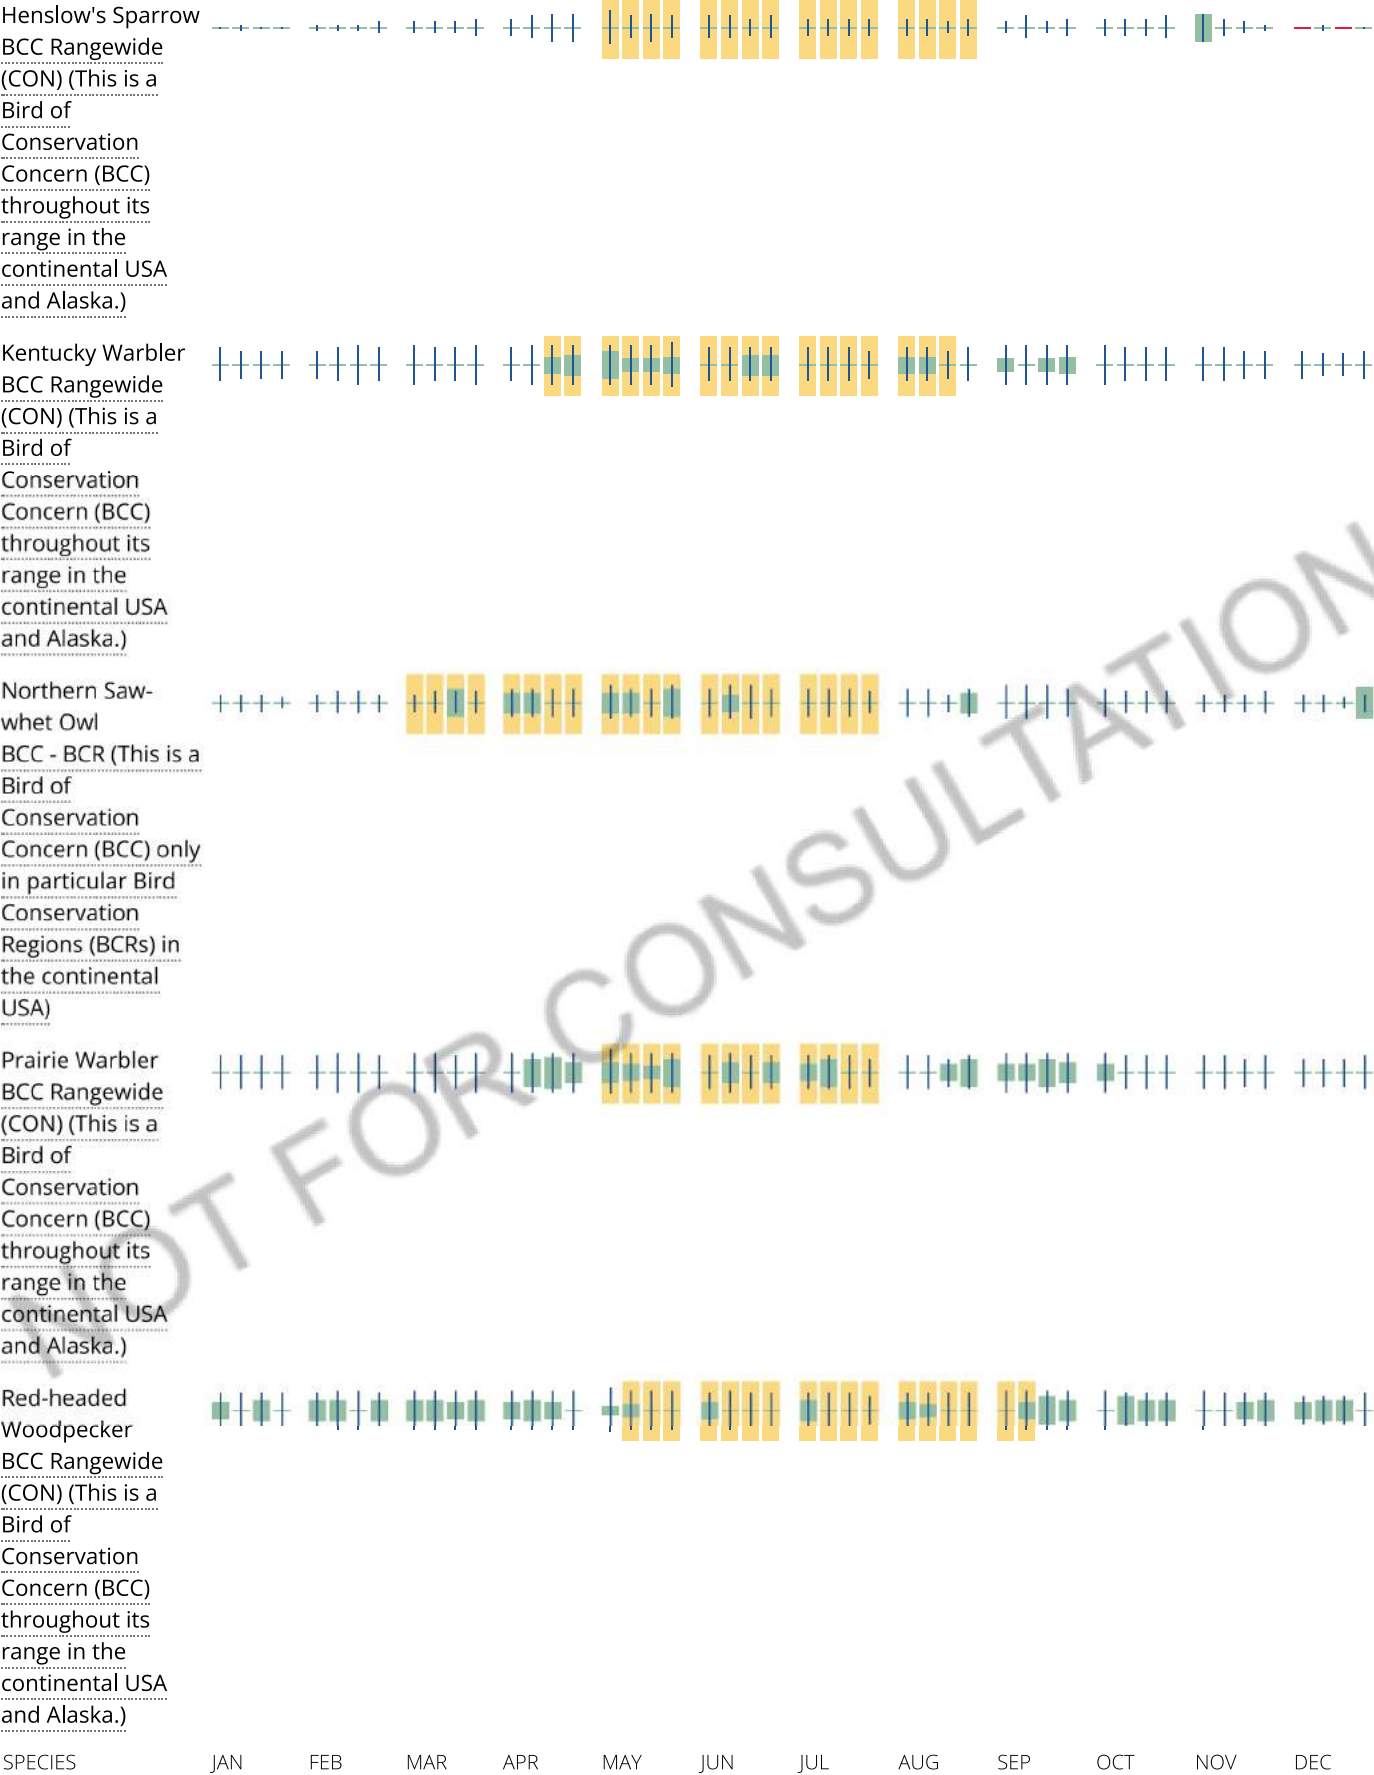 Henslow's Sparrow
BCC Rangewide
(CON) (This is a
Bird of
Conservation
Concern (BCC)
throughout its
range in the
continental USA
and Alaska.)
Kentucky Warbler
BCC Rangewide
(CON) (This is a
Bird of
Conservation
Concern (BCC)
throughout its
range in the
continental USA
and Alaska.)
Northern Saw-
whet Owl
BCC - BCR (This is a
Bird of
Conservation
Concern (BCC) only
in particular Bird
Conservation
Regions (BCRs) in
the continental
USA)
Prairie Warbler
BCC Rangewide
(CON) (This is a
Bird of
Conservation
Concern (BCC)
throughout its
range in the
continental USA
and Alaska.)
Red-headed
Woodpecker
BCC Rangewide
(CON) (This is a
Bird of
Conservation
Concern (BCC)
throughout its
range in the
continental USA
and Alaska.)
SPECIES JAN FEB MAR APR MAY JUN JUL AUG SEP OCT NOV DEC
NOT FOR CONSULTATION